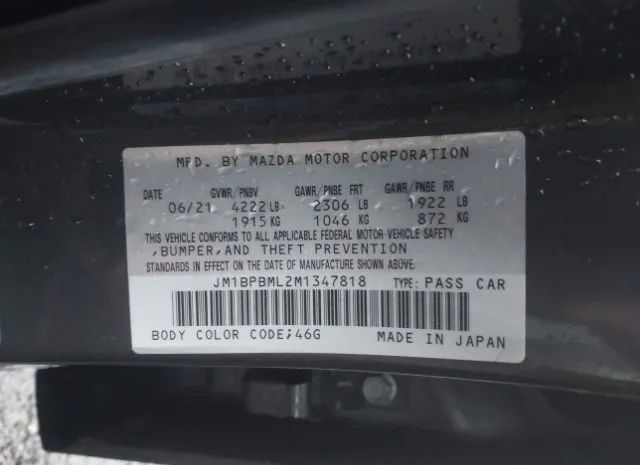 MFD. BY MAZDA MOTOR CORPORATION
DATE GVWR/PNBV GAWR/PNBE FRT GAWR/PNBE RR
06/21 4222 LB 2306 LB 1922 LB
1915 KG 1046 KG 872 KG
THIS VEHICLE CONFORMS TO ALL APPLICABLE FEDERAL MOTOR VEHICLE SAFETY
,BUMPER,AND THEFT PREVENTION
STANDARDS IN EFFECT ON THE DATE OF MANUFACTURE SHOWN ABOVE.
JM1BPBML2M1347818 TYPE: PASS CAR
BODY COLOR CODE;46G MADE IN JAPAN